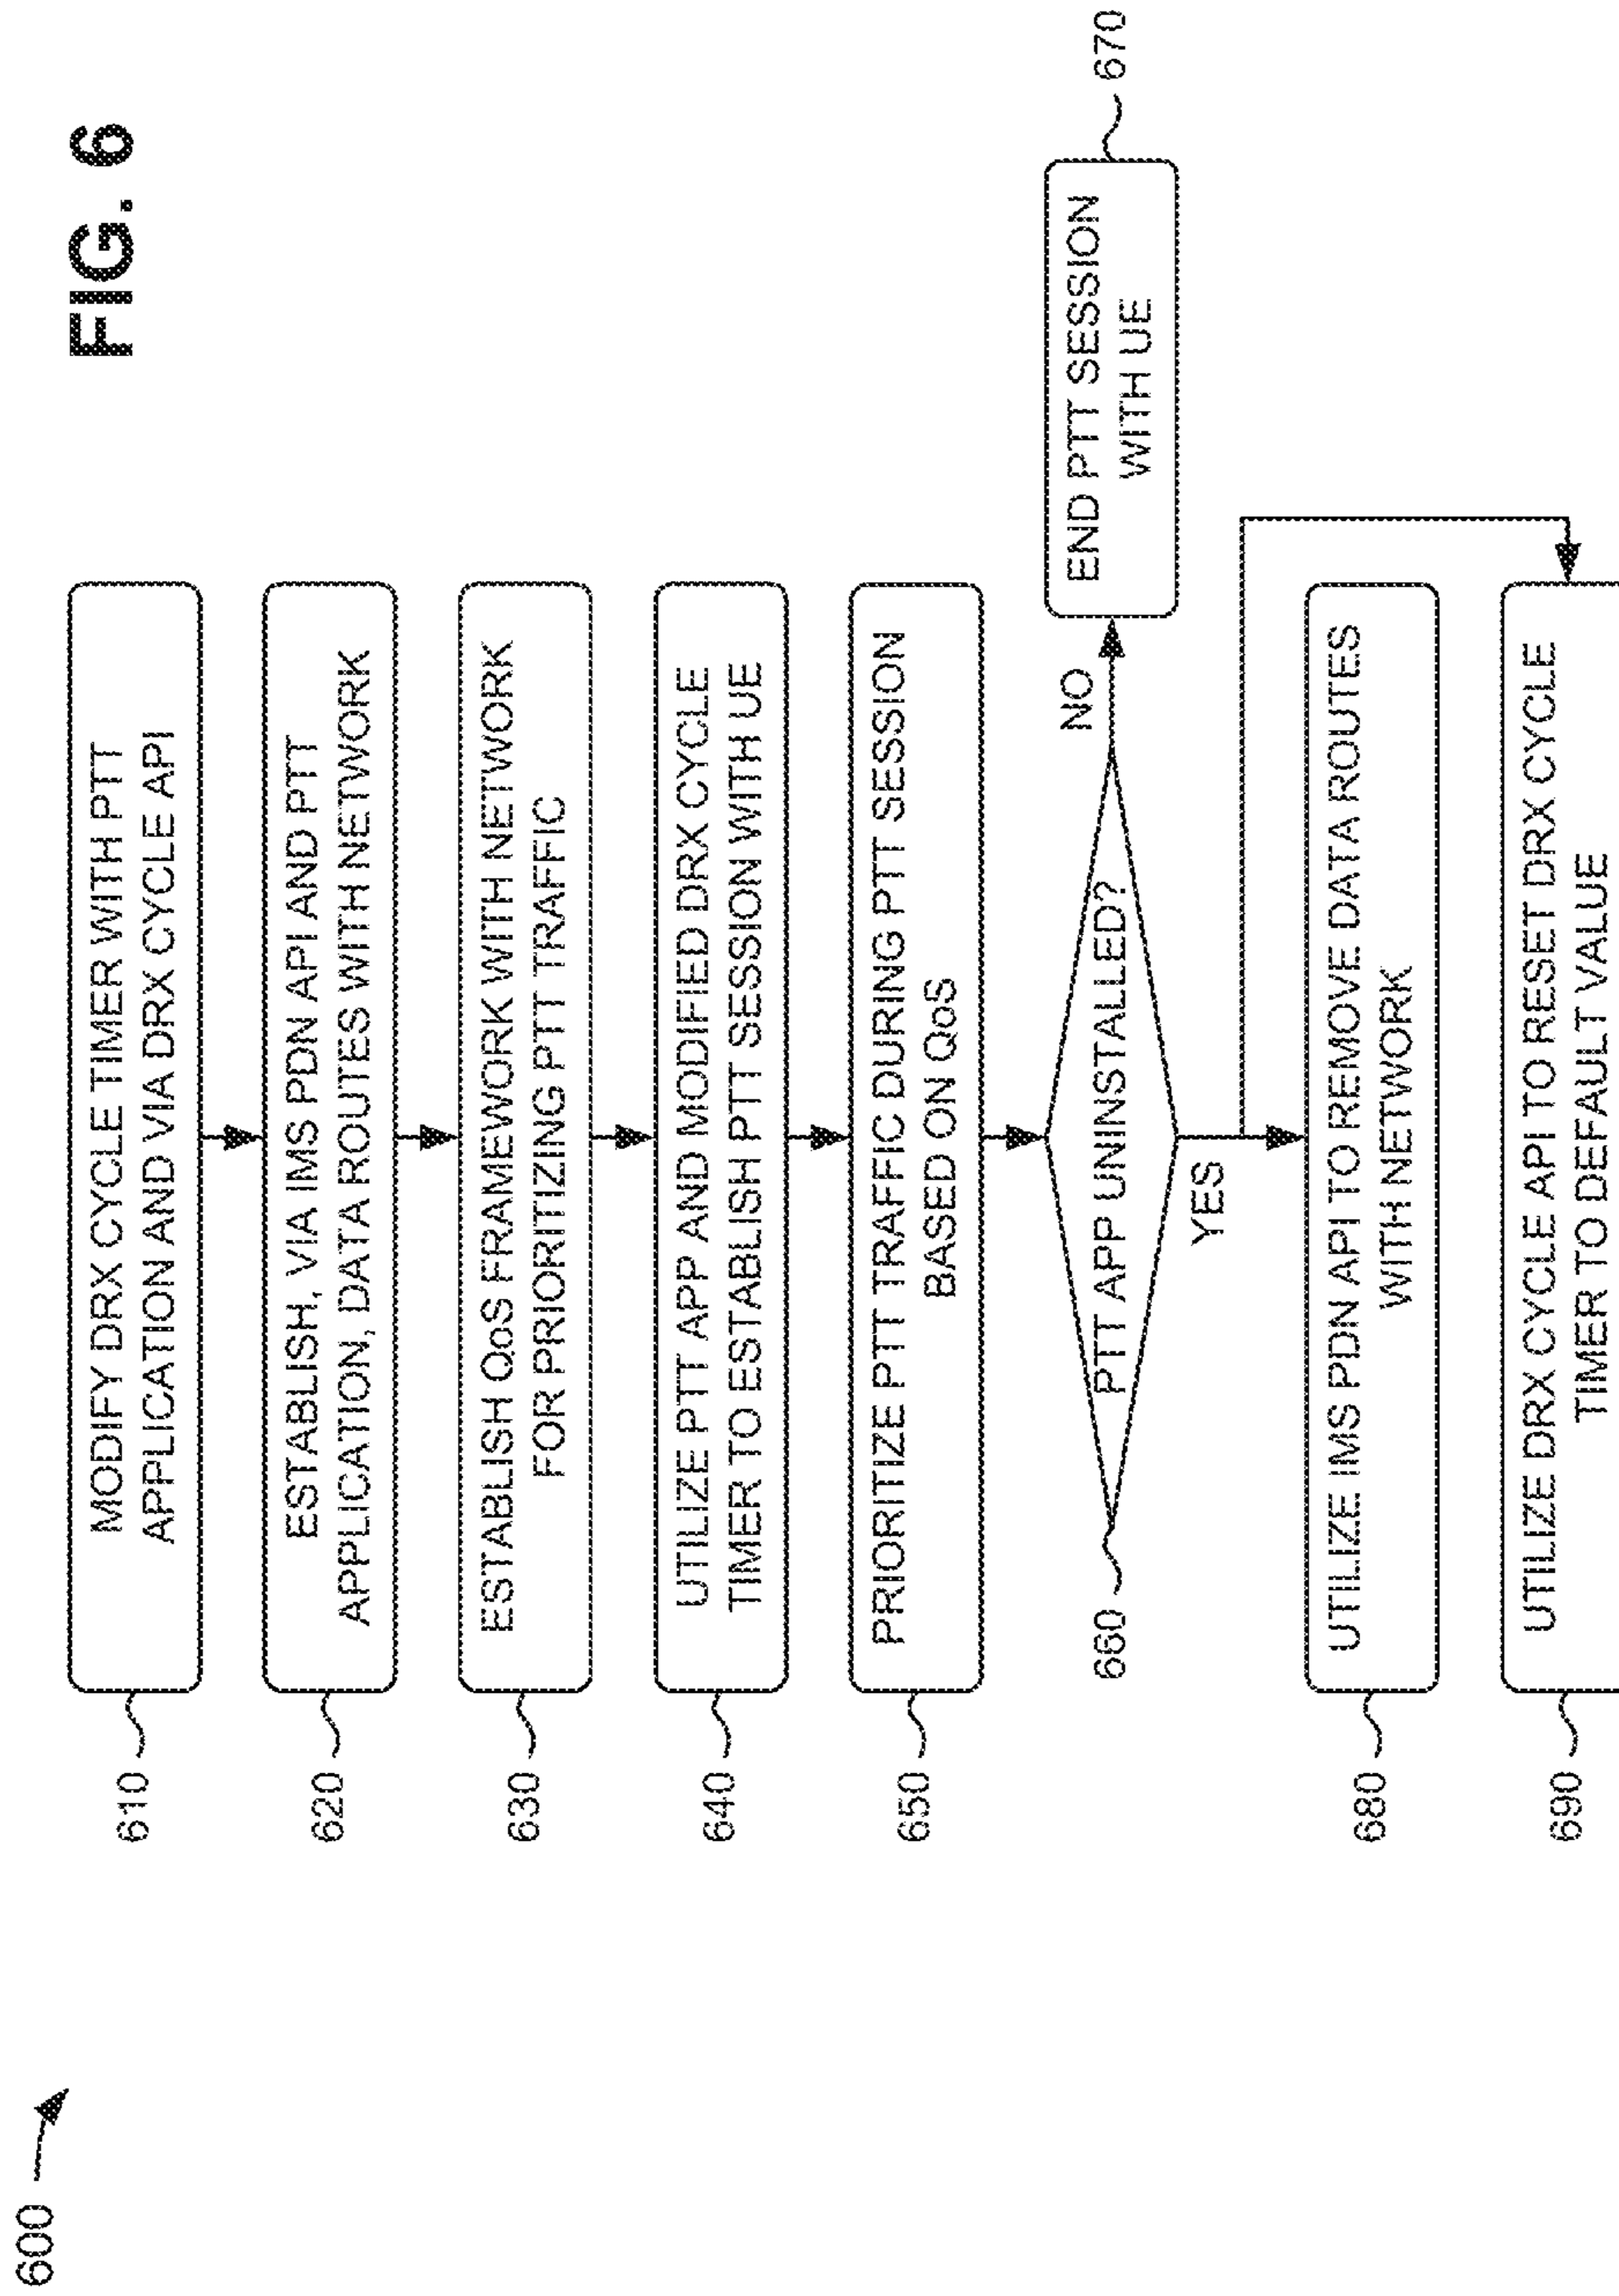 600
FIG. 6
610
MODIFY DRX CYCLE TIMER WITH PTT
APPLICATION AND VIA DRX CYCLE API
620
ESTABLISH, VIA IMS PDN API AND PTT
APPLICATION, DATA ROUTES WITH NETWORK
630
ESTABLISH QoS FRAMEWORK WITH NETWORK
FOR PRIORITIZING PTT TRAFFIC
640
UTILIZE PTT APP AND MODIFIED DRX CYCLE
TIMER TO ESTABLISH PTT SESSION WITH UE
650
PRIORITIZE PTT TRAFFIC DURING PTT SESSION
BASED ON QoS
660
PTT APP UNINSTALLED?
NO
END PTT SESSION
WITH UE
670
YES
680
UTILIZE IMS PDN API TO REMOVE DATA ROUTES
WITH NETWORK
690
UTILIZE DRX CYCLE API TO RESET DRX CYCLE
TIMER TO DEFAULT VALUE